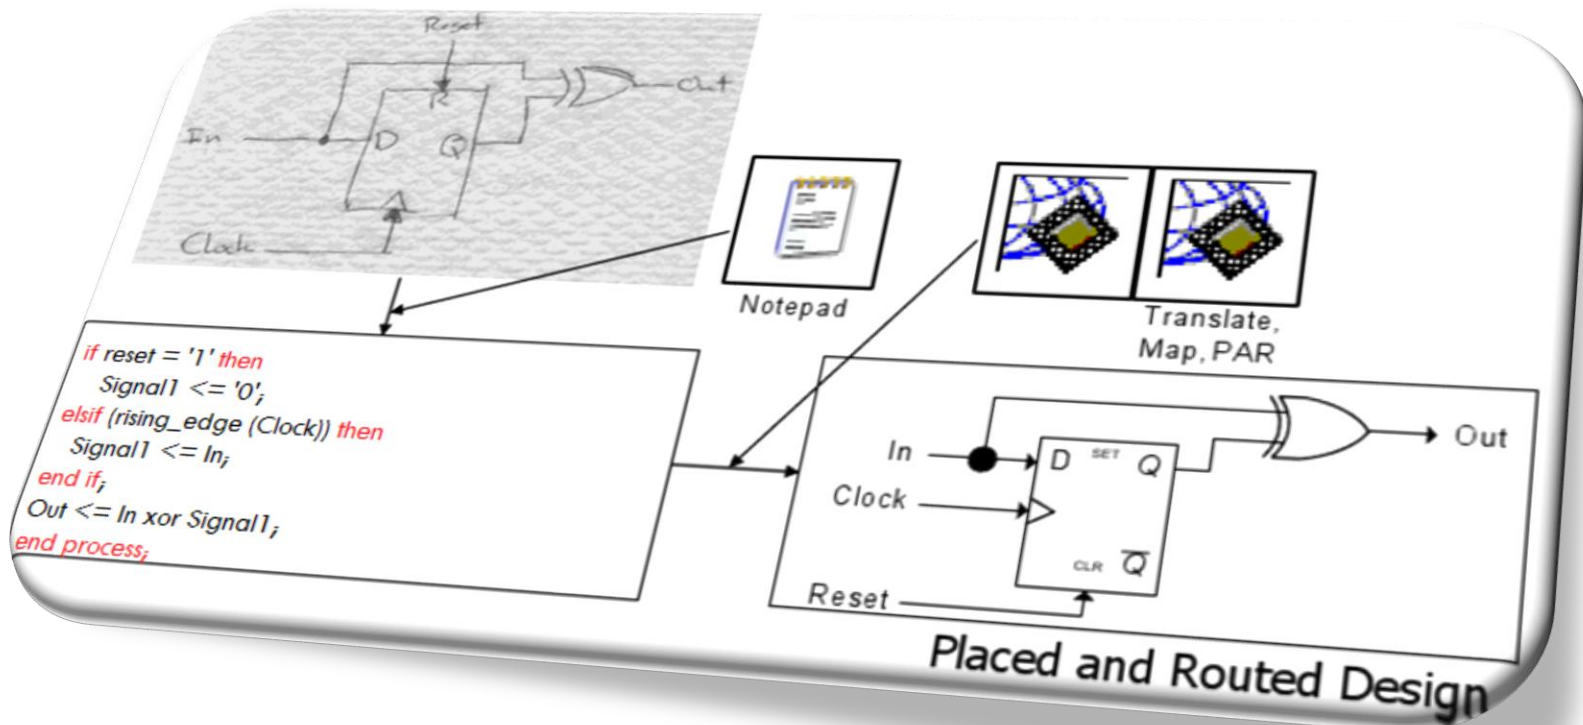 Reset
R
Out
In
D
Q
Clock
Notepad
Translate,
Map, PAR
if reset = '1' then
Signal1 <= '0';
elsif (rising_edge (Clock)) then
Signal1 <= In;
end if;
Out <= In xor Signal1;
end process;
Out
In
D
SET
Q
Clock
CLR
Q̅
Reset
Placed and Routed Design